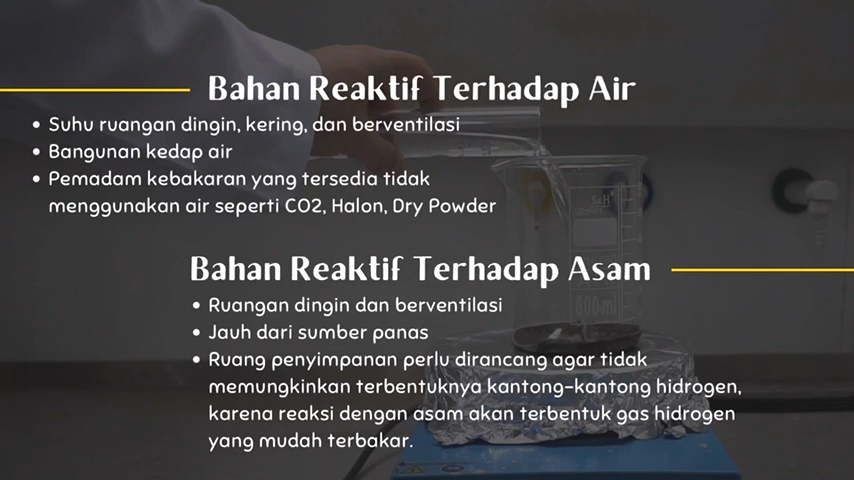 Bahan Reaktif Terhadap Air
• Suhu ruangan dingin, kering, dan berventilasi
• Bangunan kedap air
• Pemadam kebakaran yang tersedia tidak
menggunakan air seperti CO2, Halon, Dry Powder
S&H
Bahan Reaktif Terhadap Asam
• Ruangan dingin dan berventilasi
600ml
• Jauh dari sumber panas
• Ruang penyimpanan perlu dirancang agar tidak
memungkinkan terbentuknya kantong-kantong hidrogen,
karena reaksi dengan asam akan terbentuk gas hidrogen
yang mudah terbakar.